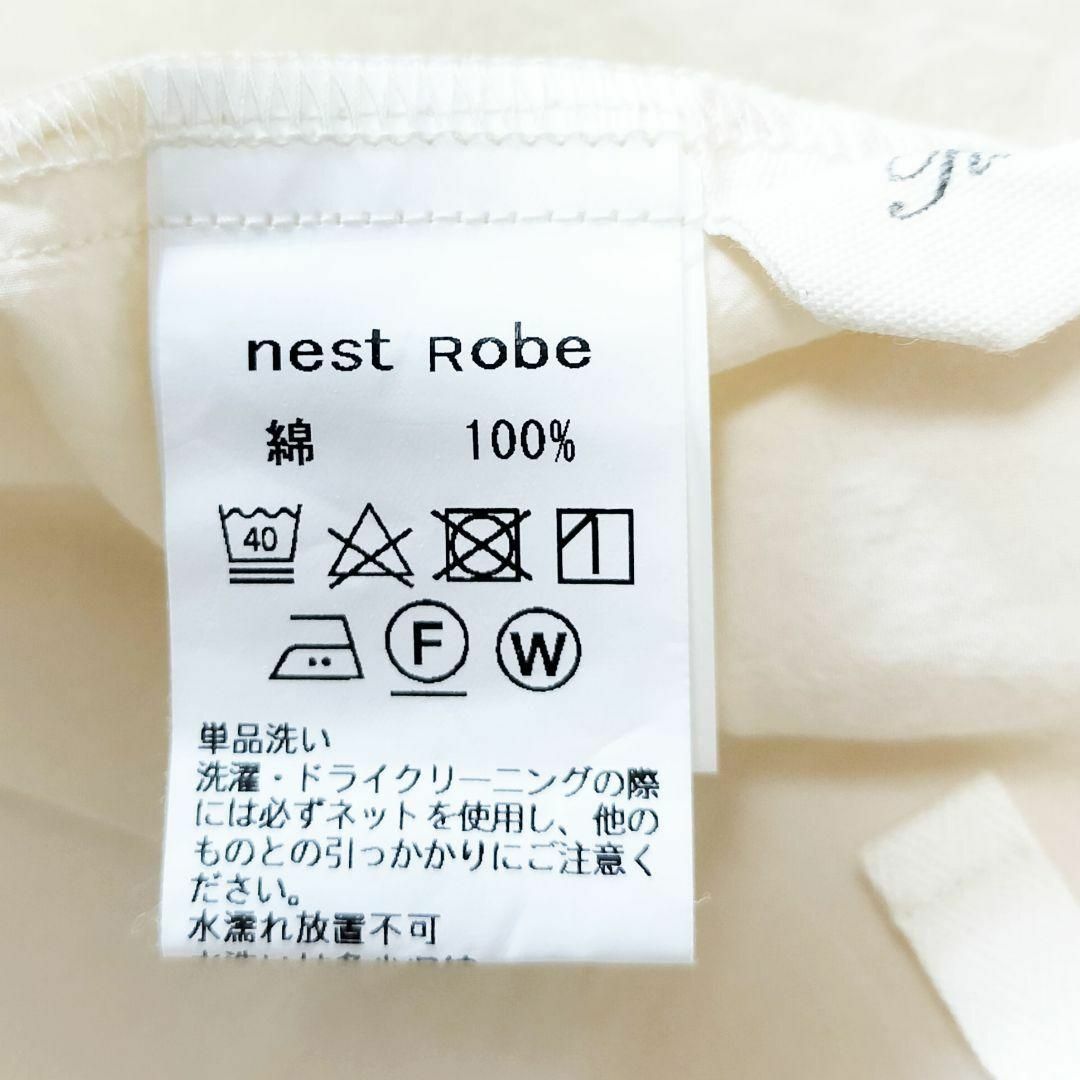 nest Robe
綿 100%
40
F W
単品洗い
洗濯・ドライクリーニングの際
には必ずネットを使用し、他の
ものとの引っかかりにご注意く
ださい。
水濡れ放置不可